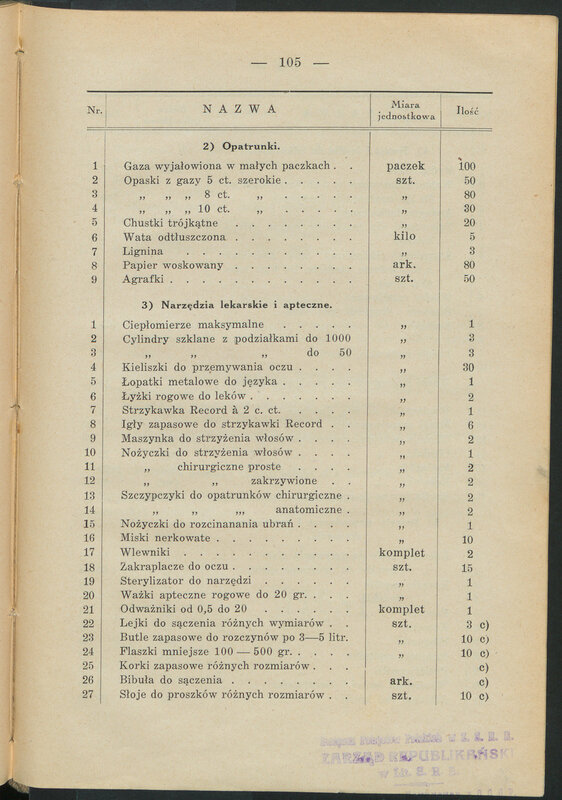 — 105 —
Nr. NAZWA Miara jednostkowa Ilość
2) Opatrunki.
1 Gaza wyjałowiona w małych paczkach . . paczek 100
2 Opaski z gazy 5 ct. szerokie . . . . . szt. 50
3 „ „ „ 8 ct. „ . . . . . „ 80
4 „ „ „ 10 ct. „ . . . . . „ 30
5 Chustki trójkątne . . . . . . . . „ 20
6 Wata odtłuszczona . . . . . . . . kilo 5
7 Lignina . . . . . . . . . . . „ 3
8 Papier woskowany . . . . . . . . ark. 80
9 Agrafki . . . . . . . . . . . . szt. 50
3) Narzędzia lekarskie i apteczne.
1 Ciepłomierze maksymalne . . . . . „ 1
2 Cylindry szklane z podziałkami do 1000 „ 3
3 „ „ „ do 50 „ 3
4 Kieliszki do przemywania oczu . . . . „ 30
5 Łopatki metalowe do języka . . . . . „ 1
6 Łyżki rogowe do leków . . . . . . . „ 2
7 Strzykawka Record à 2 c. ct. . . . . „ 1
8 Igły zapasowe do strzykawki Record . . „ 6
9 Maszynka do strzyżenia włosów . . . . „ 2
10 Nożyczki do strzyżenia włosów . . . . „ 1
11 „ chirurgiczne proste . . . . „ 2
12 „ „ zakrzywione . . „ 2
13 Szczypczyki do opatrunków chirurgiczne . „ 2
14 „ „ „, anatomiczne . „ 2
15 Nożyczki do rozcinania ubrań . . . . „ 1
16 Miski nerkowate . . . . . . . . . „ 10
17 Wlewniki . . . . . . . . . . . komplet 2
18 Zakraplacze do oczu . . . . . . . . szt. 15
19 Sterylizator do narzędzi . . . . . . „ 1
20 Ważki apteczne rogowe do 20 gr. . . . „ 1
21 Odważniki od 0,5 do 20 . . . . . . komplet 1
22 Lejki do sączenia różnych wymiarów . . szt. 3 c)
23 Butle zapasowe do rozczynów po 3—5 litr. „ 10 c)
24 Flaszki mniejsze 100 — 500 gr. . . . . „ 10 c)
25 Korki zapasowe różnych rozmiarów . . . c)
26 Bibuła do sączenia . . . . . . . . ark. c)
27 Słoje do proszków różnych rozmiarów . . szt. 10 c)
ZARZĄD REPUBLIKAŃSKI